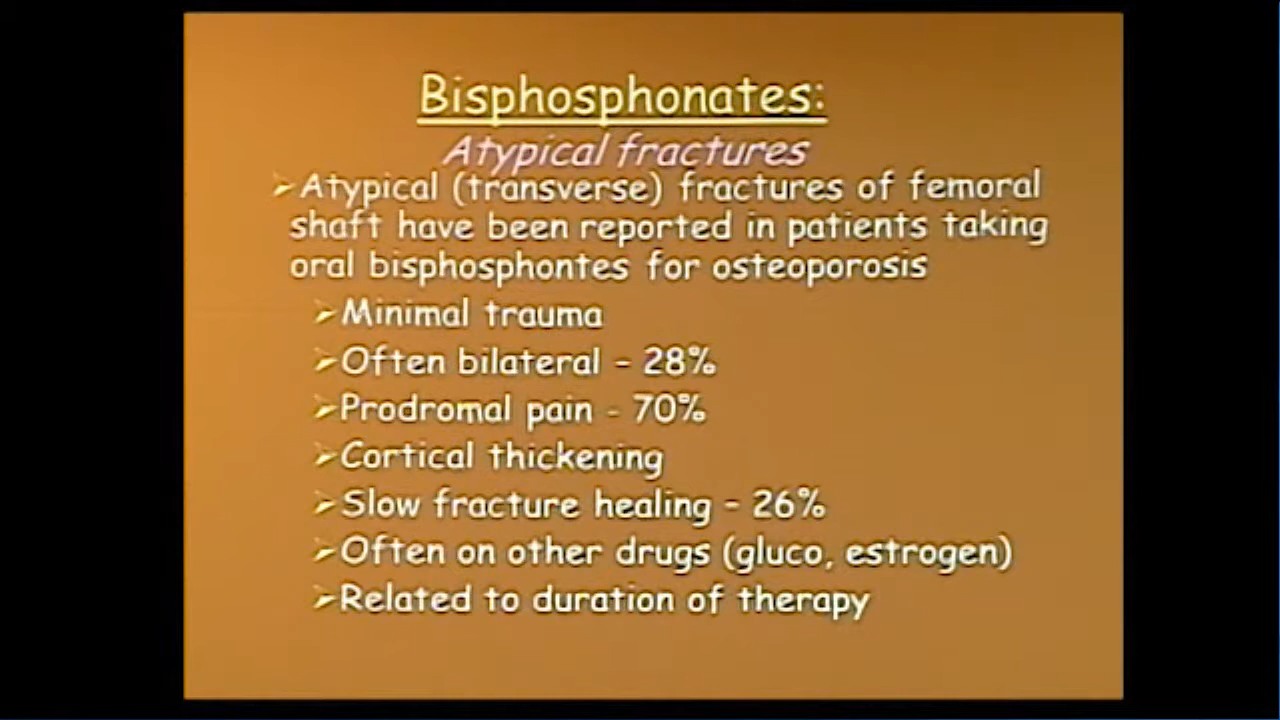 Bisphosphonates:
Atypical fractures
➢Atypical (transverse) fractures of femoral
shaft have been reported in patients taking
oral bisphosphontes for osteoporosis
➢Minimal trauma
➢Often bilateral – 28%
➢Prodromal pain - 70%
➢Cortical thickening
➢Slow fracture healing – 26%
➢Often on other drugs (gluco, estrogen)
➢Related to duration of therapy